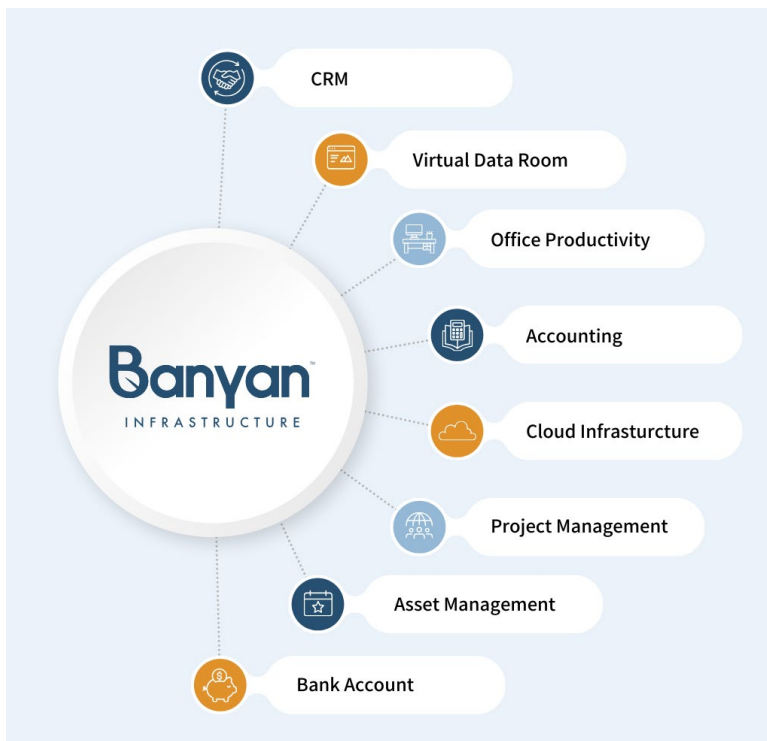 CRM
Virtual Data Room
Office Productivity
Accounting
Banyan™
INFRASTRUCTURE
Cloud Infrasturcture
Project Management
Asset Management
Bank Account